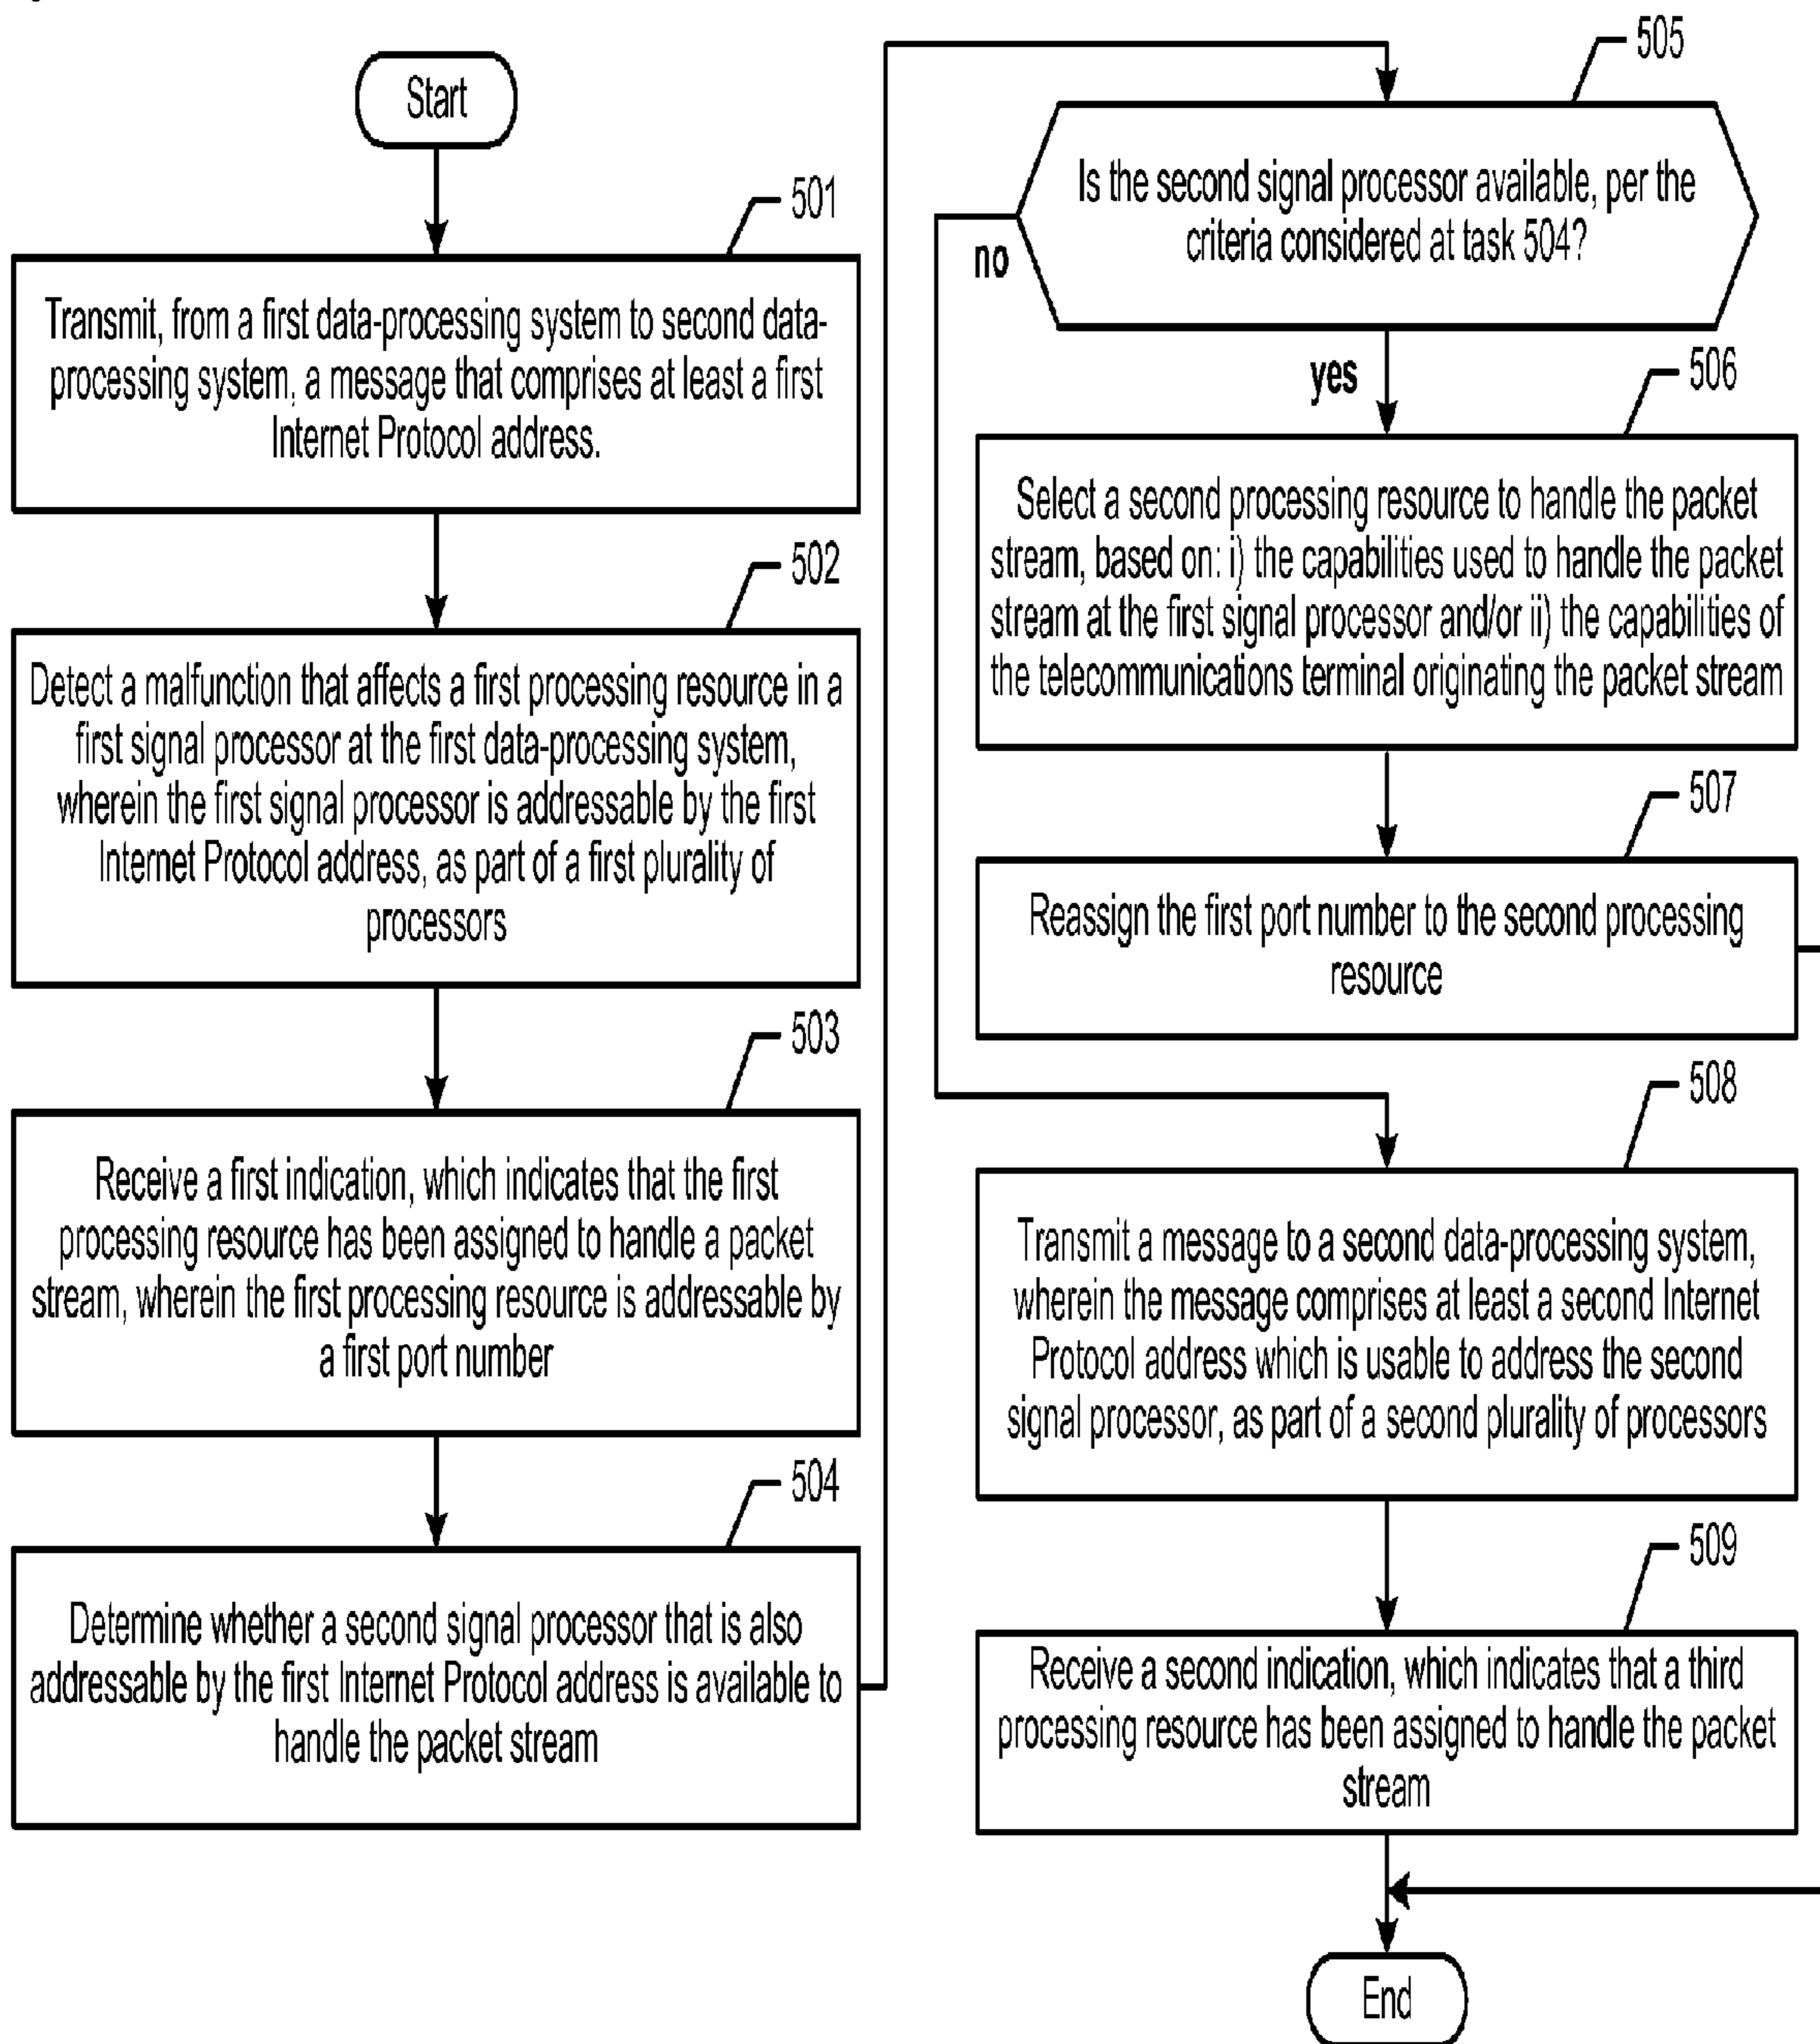 Start
501
Transmit, from a first data-processing system to second data-
processing system, a message that comprises at least a first
Internet Protocol address.
502
Detect a malfunction that affects a first processing resource in a
first signal processor at the first data-processing system,
wherein the first signal processor is addressable by the first
Internet Protocol address, as part of a first plurality of
processors
503
Receive a first indication, which indicates that the first
processing resource has been assigned to handle a packet
stream, wherein the first processing resource is addressable by
a first port number
504
Determine whether a second signal processor that is also
addressable by the first Internet Protocol address is available to
handle the packet stream
505
Is the second signal processor available, per the
criteria considered at task 504?
no
yes
506
Select a second processing resource to handle the packet
stream, based on: i) the capabilities used to handle the packet
stream at the first signal processor and/or ii) the capabilities of
the telecommunications terminal originating the packet stream
507
Reassign the first port number to the second processing
resource
508
Transmit a message to a second data-processing system,
wherein the message comprises at least a second Internet
Protocol address which is usable to address the second
signal processor, as part of a second plurality of processors
509
Receive a second indication, which indicates that a third
processing resource has been assigned to handle the packet
stream
End